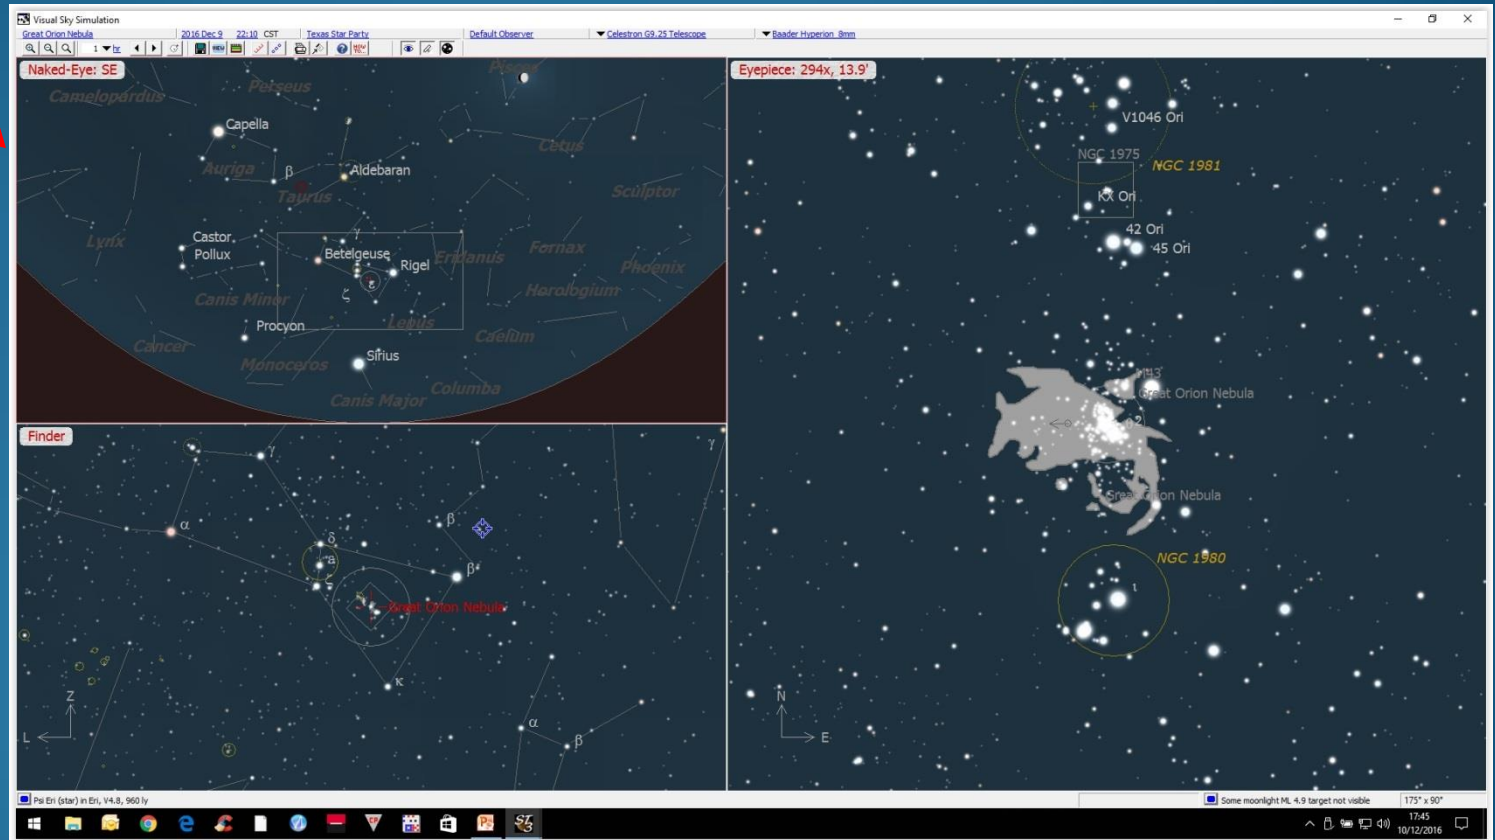 Visual Sky Simulation
Great Orion Nebula 2016 Dec 9 22:10 CST Texas Star Party Default Observer Celestron G9.25 Telescope Baader Hyperion 8mm
1 hr
Naked-Eye: SE
Pisces
Perseus
Camelopardus
Capella
Cetus
Auriga
β
Aldebaran
Taurus
Sculptor
Castor
Pollux
Lynx
γ
Betelgeuse
Rigel
Eridanus
Fornax
Phoenix
ε
ζ
Canis Minor
Horologium
Procyon
Lepus
Caelum
Cancer
Monoceros
Sirius
Columba
Canis Major
Finder
γ
γ
α
β
δ
a
ζ
β
Great Orion Nebula
κ
α
β
Z
L
Eyepiece: 294x, 13.9'
V1046 Ori
NGC 1975
NGC 1981
KX Ori
42 Ori
45 Ori
M43
Great Orion Nebula
Great Orion Nebula
NGC 1980
ι
N
E
Psi Eri (star) in Eri, V4.8, 960 ly
Some moonlight ML 4.9 target not visible
175° x 90°
17:45
10/12/2016